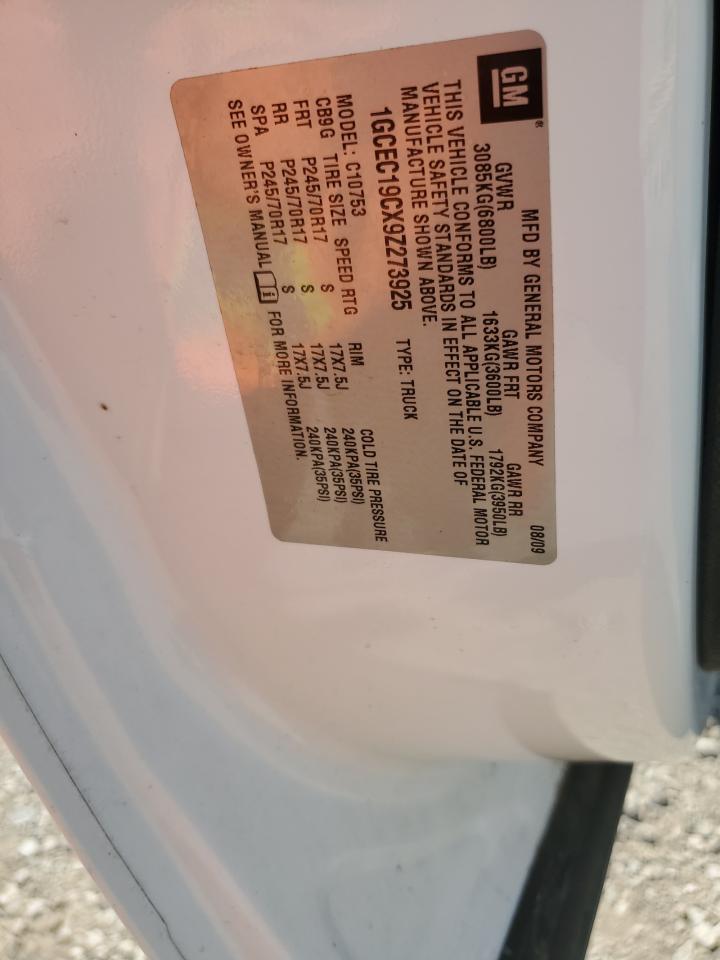 GM®
MFD BY GENERAL MOTORS COMPANY 08/09
GVWR GAWR FRT GAWR RR
3085KG(6800LB) 1633KG(3600LB) 1792KG(3950LB)
THIS VEHICLE CONFORMS TO ALL APPLICABLE U.S. FEDERAL MOTOR
VEHICLE SAFETY STANDARDS IN EFFECT ON THE DATE OF
MANUFACTURE SHOWN ABOVE.
1GCEC19CX9Z273925 TYPE: TRUCK
MODEL: C10753 COLD TIRE PRESSURE
CB9G TIRE SIZE SPEED RTG RIM
FRT P245/70R17 S 17X7.5J 240KPA(35PSI)
RR P245/70R17 S 17X7.5J 240KPA(35PSI)
SPA P245/70R17 S 17X7.5J 240KPA(35PSI)
SEE OWNER'S MANUAL i FOR MORE INFORMATION.